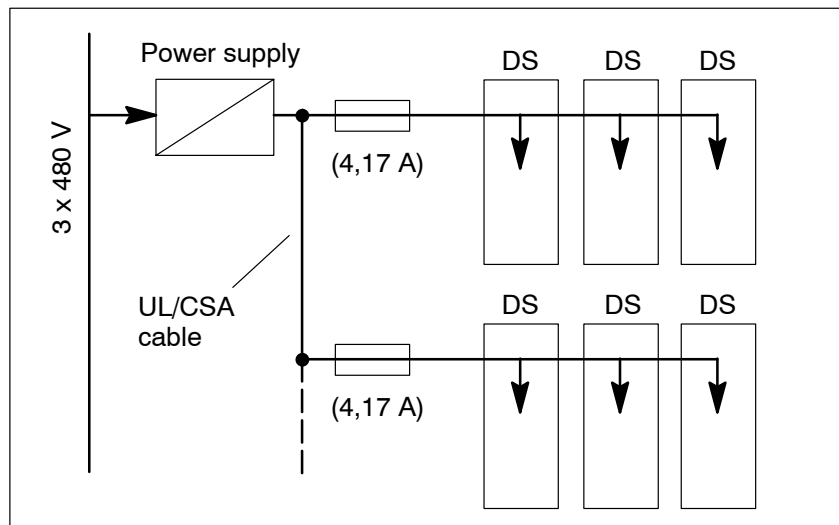 Power supply
DS DS DS
3 x 480 V
(4,17 A)
UL/CSA
cable
DS DS DS
(4,17 A)